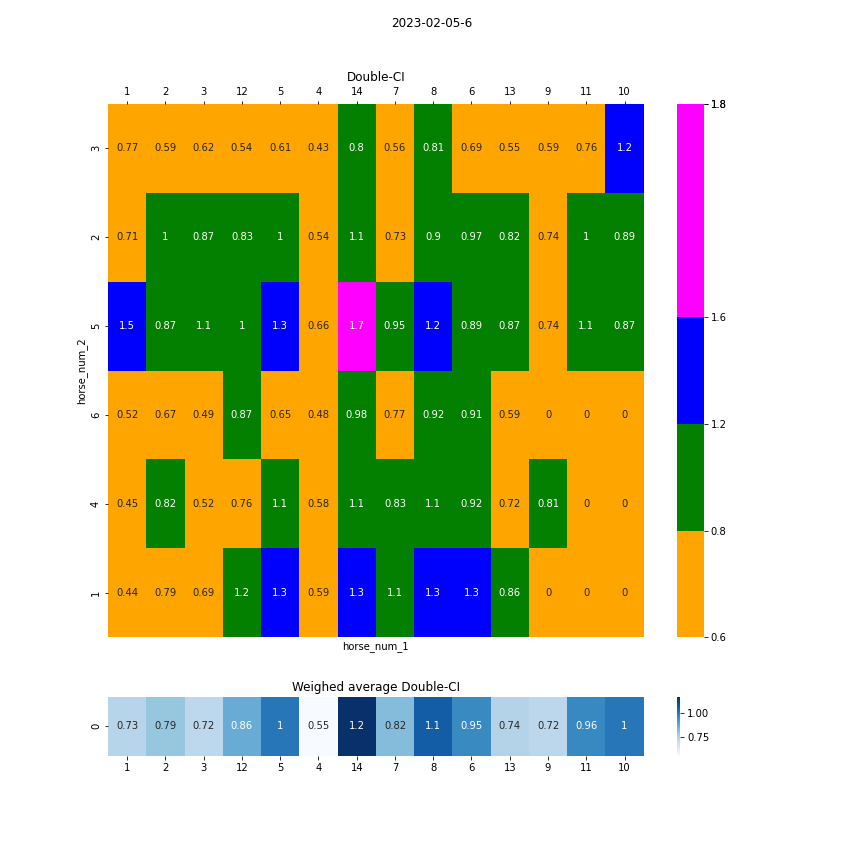 2023-02-05-6
Double-CI
1 2 3 12 5 4 14 7 8 6 13 9 11 10
3 0.77 0.59 0.62 0.54 0.61 0.43 0.8 0.56 0.81 0.69 0.55 0.59 0.76 1.2
2 0.71 1 0.87 0.83 1 0.54 1.1 0.73 0.9 0.97 0.82 0.74 1 0.89
5 1.5 0.87 1.1 1 1.3 0.66 1.7 0.95 1.2 0.89 0.87 0.74 1.1 0.87
6 0.52 0.67 0.49 0.87 0.65 0.48 0.98 0.77 0.92 0.91 0.59 0 0 0
4 0.45 0.82 0.52 0.76 1.1 0.58 1.1 0.83 1.1 0.92 0.72 0.81 0 0
1 0.44 0.79 0.69 1.2 1.3 0.59 1.3 1.1 1.3 1.3 0.86 0 0 0
horse_num_2
horse_num_1
1.8
1.6
1.2
0.8
0.6
Weighed average Double-CI
0 0.73 0.79 0.72 0.86 1 0.55 1.2 0.82 1.1 0.95 0.74 0.72 0.96 1
1 2 3 12 5 4 14 7 8 6 13 9 11 10
1.00
0.75